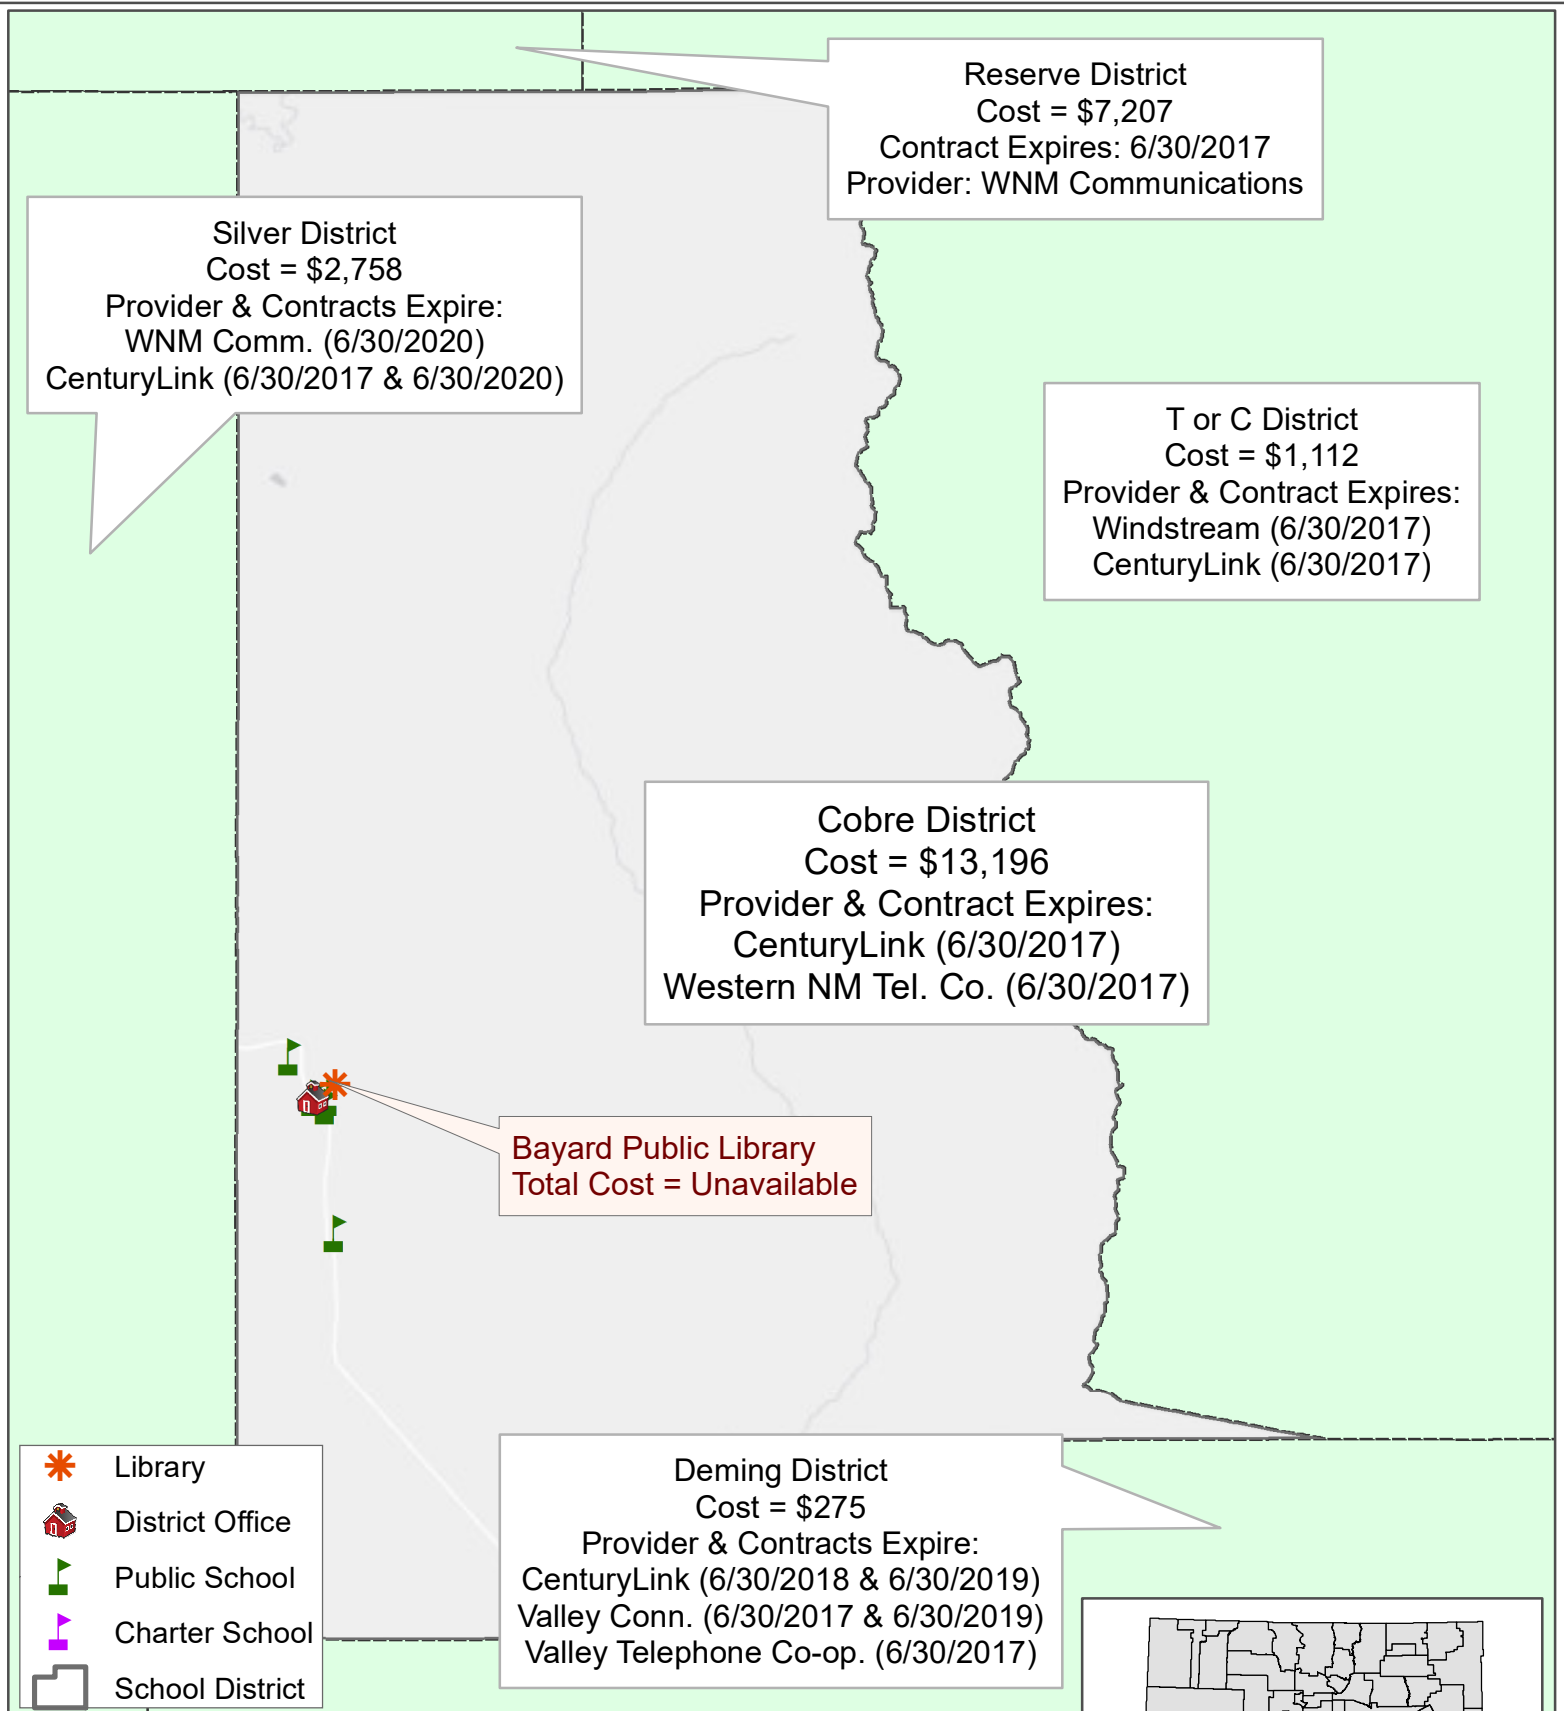 Reserve District
Cost = $7,207
Contract Expires: 6/30/2017
Provider: WNM Communications
Silver District
Cost = $2,758
Provider & Contracts Expire:
WNM Comm. (6/30/2020)
CenturyLink (6/30/2017 & 6/30/2020)
T or C District
Cost = $1,112
Provider & Contract Expires:
Windstream (6/30/2017)
CenturyLink (6/30/2017)
Cobre District
Cost = $13,196
Provider & Contract Expires:
CenturyLink (6/30/2017)
Western NM Tel. Co. (6/30/2017)
Bayard Public Library
Total Cost = Unavailable
Deming District
Cost = $275
Provider & Contracts Expire:
CenturyLink (6/30/2018 & 6/30/2019)
Valley Conn. (6/30/2017 & 6/30/2019)
Valley Telephone Co-op. (6/30/2017)
Library
District Office
Public School
Charter School
School District